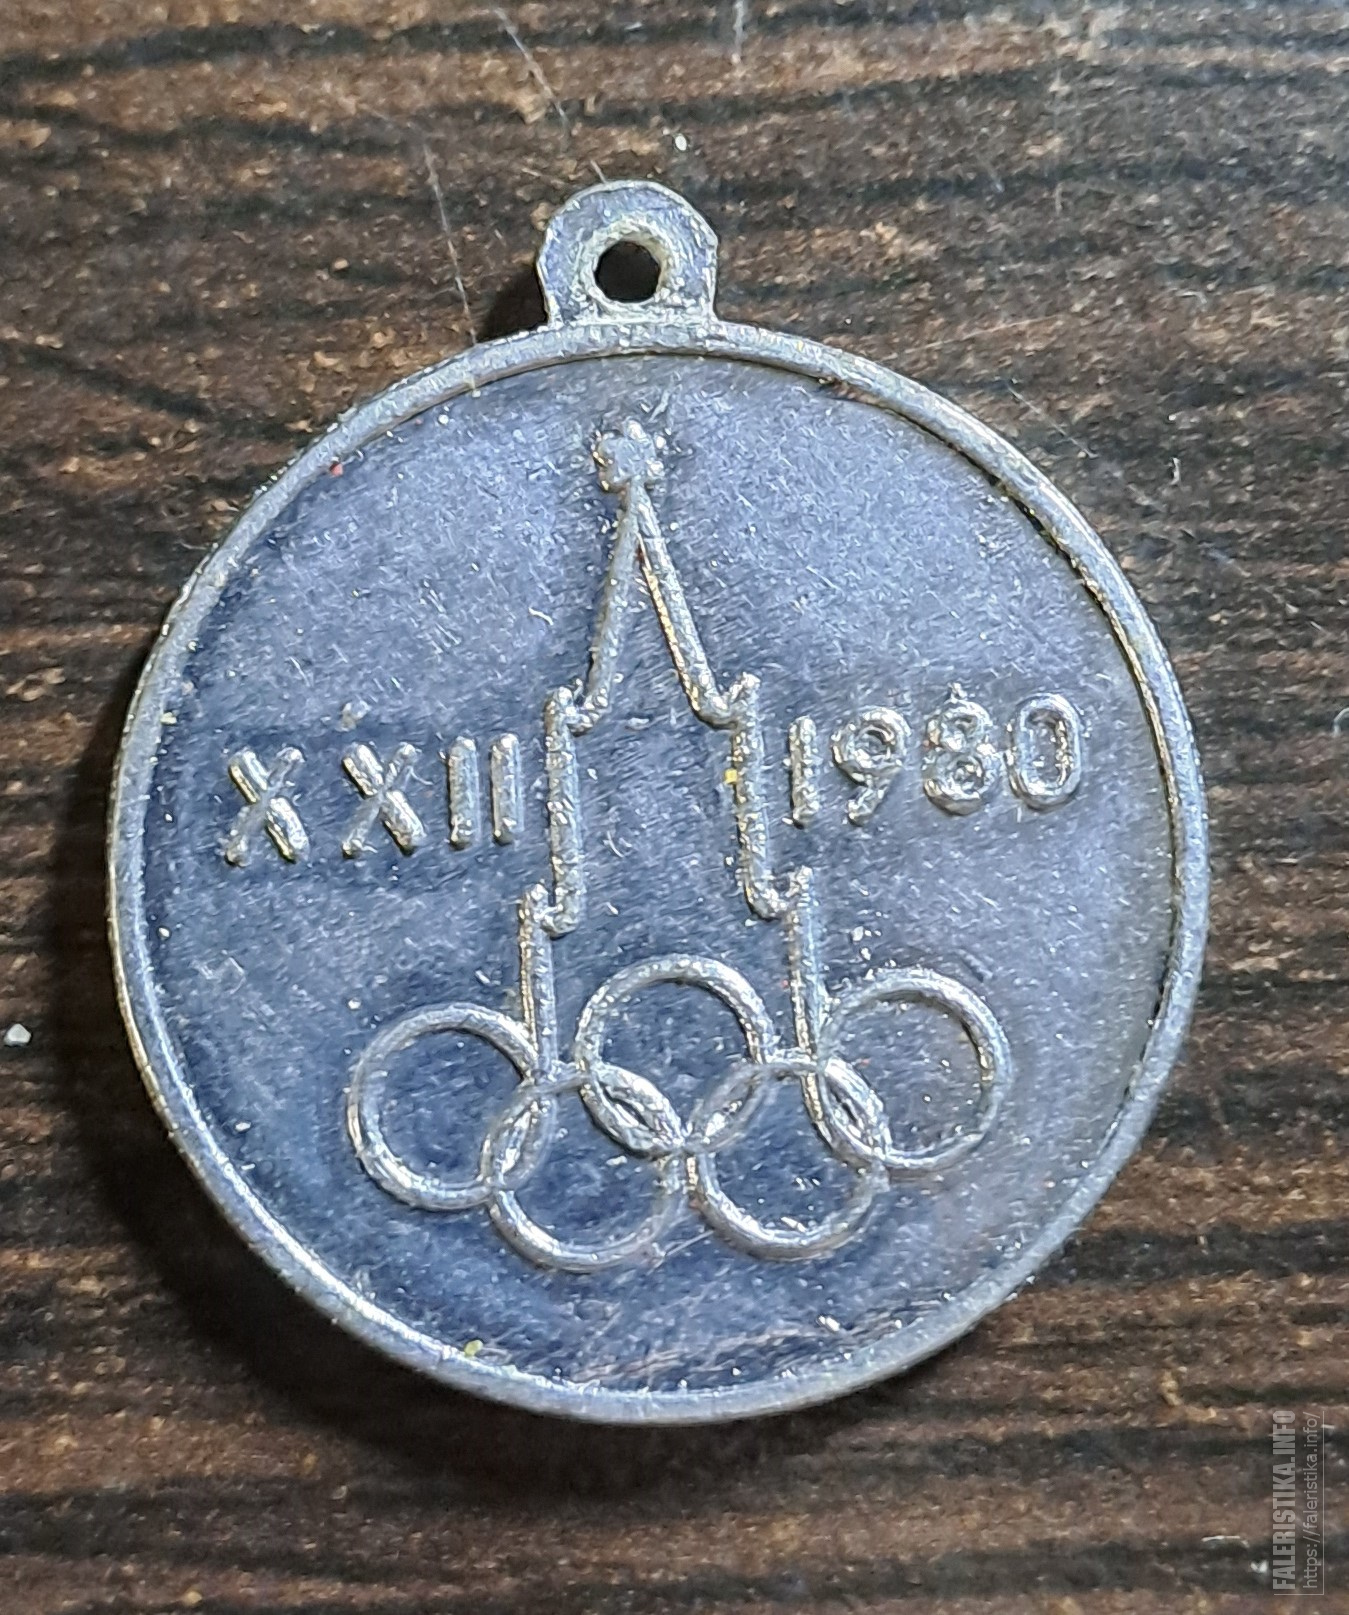 XXII 1980
FALERISTIKA.INFO
https://faleristika.info/